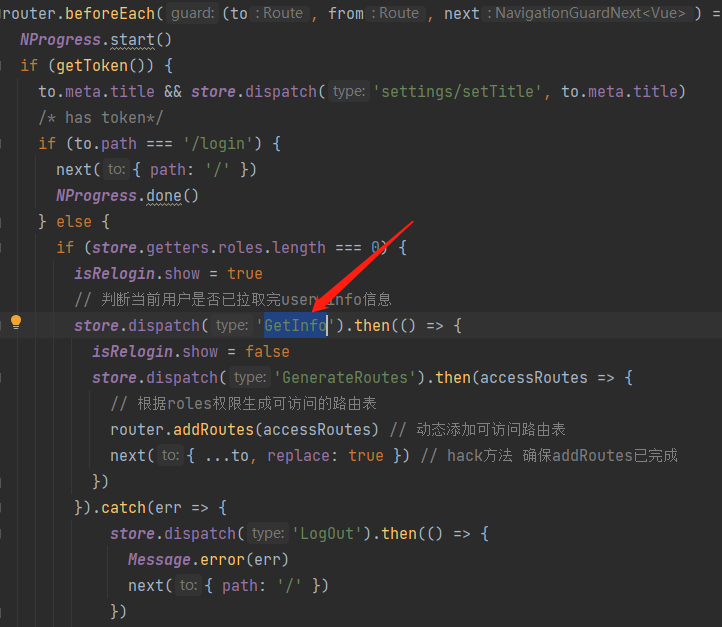 router.beforeEach( guard: (to : Route , from : Route , next : NavigationGuardNext<Vue> ) =
NProgress.start()
if (getToken()) {
to.meta.title && store.dispatch( type: 'settings/setTitle', to.meta.title)
/* has token*/
if (to.path === '/login') {
next( to: { path: '/' })
NProgress.done()
} else {
if (store.getters.roles.length === 0) {
isRelogin.show = true
// 判断当前用户是否已拉取完user_info信息
store.dispatch( type: 'GetInfo').then(() => {
isRelogin.show = false
store.dispatch( type: 'GenerateRoutes').then(accessRoutes => {
// 根据roles权限生成可访问的路由表
router.addRoutes(accessRoutes) // 动态添加可访问路由表
next( to: { ...to, replace: true }) // hack方法 确保addRoutes已完成
})
}).catch(err => {
store.dispatch( type: 'LogOut').then(() => {
Message.error(err)
next( to: { path: '/' })
})